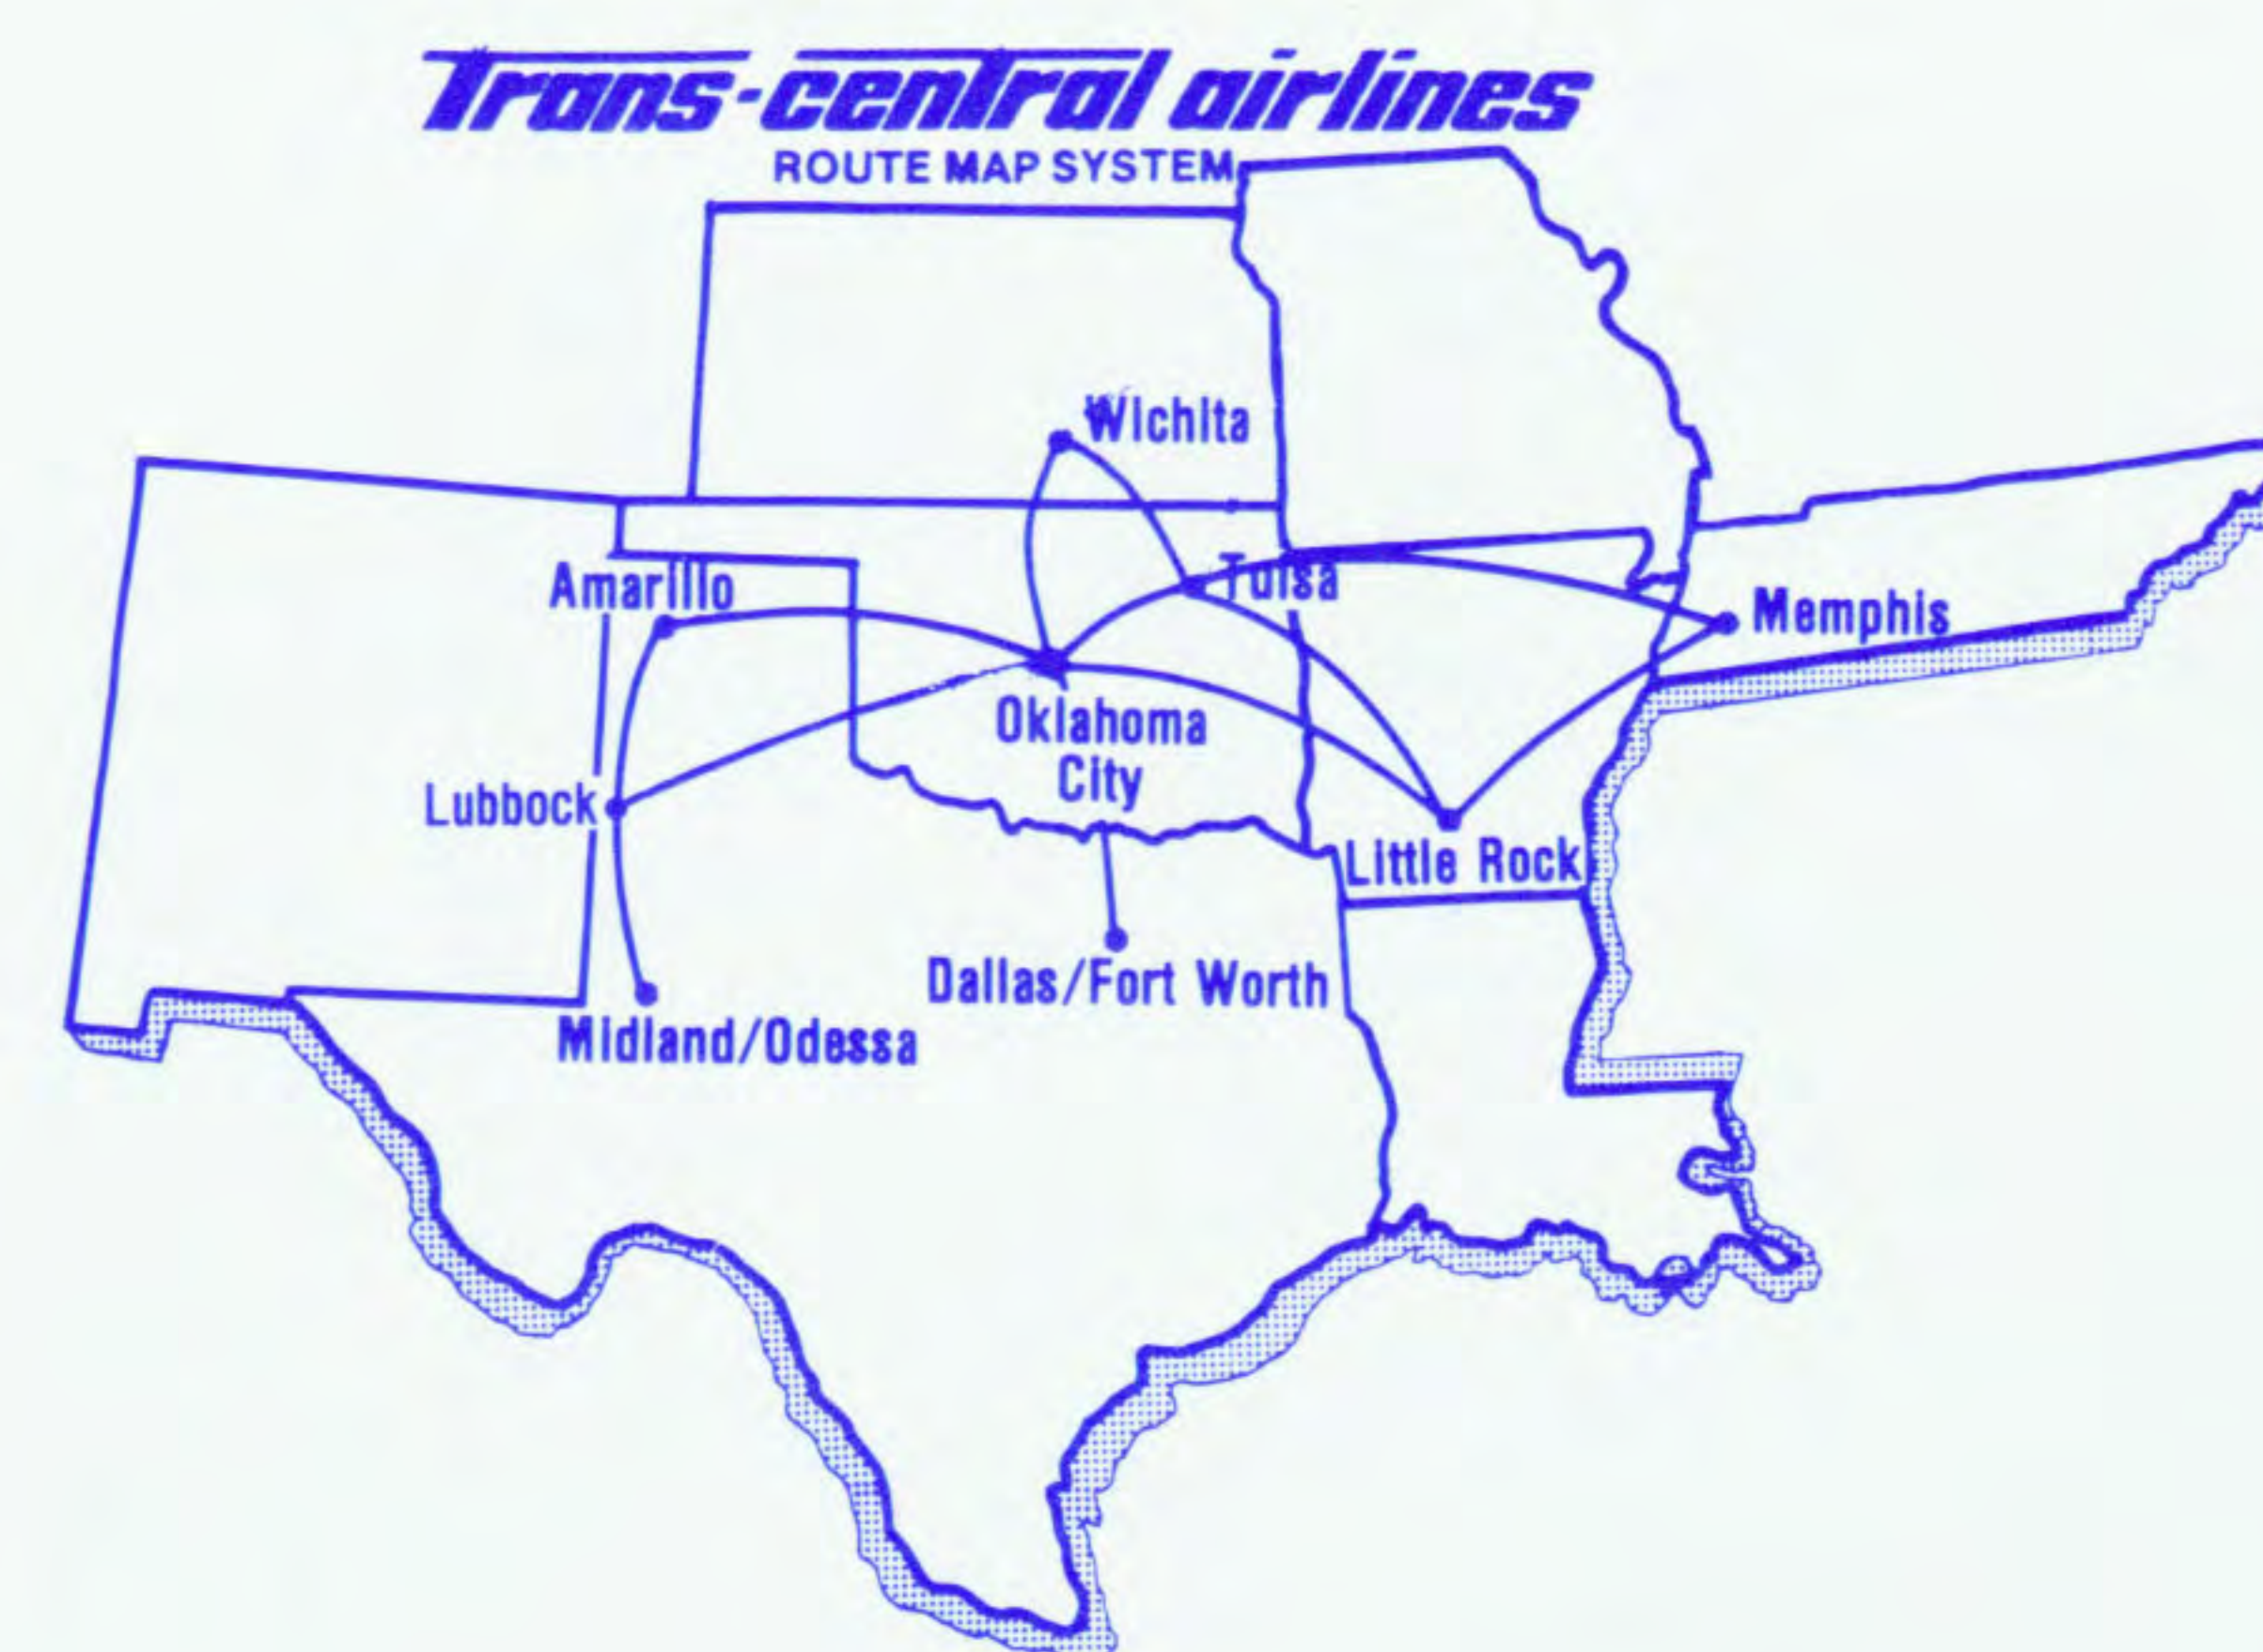 Trans-central airlines
ROUTE MAP SYSTEM
Wichita
Amarillo
Tulsa
Memphis
Oklahoma
City
Lubbock
Little Rock
Dallas/Fort Worth
Midland/Odessa